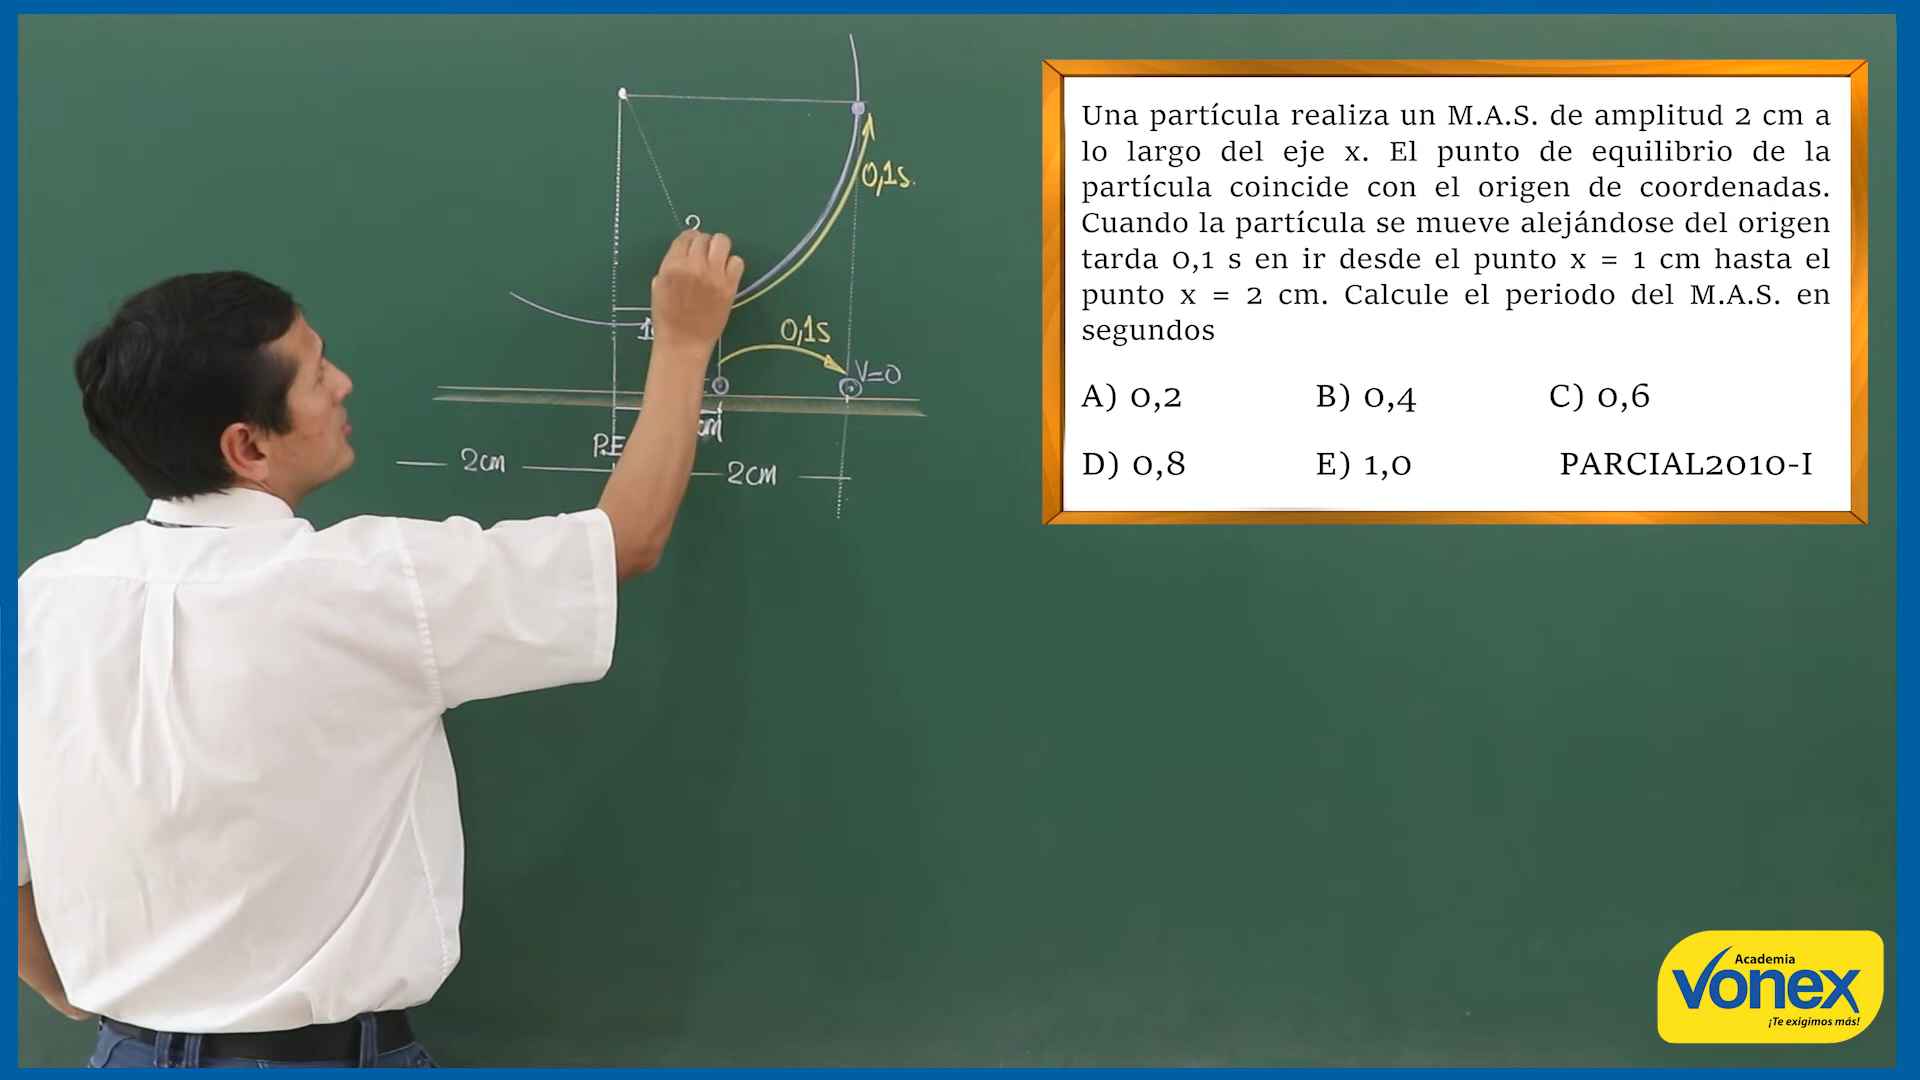 0,1s.
2
0,1s
V=0
cm
P.E
2cm
2cm
Una partícula realiza un M.A.S. de amplitud 2 cm a
lo largo del eje x. El punto de equilibrio de la
partícula coincide con el origen de coordenadas.
Cuando la partícula se mueve alejándose del origen
tarda 0,1 s en ir desde el punto x = 1 cm hasta el
punto x = 2 cm. Calcule el periodo del M.A.S. en
segundos
A) 0,2 B) 0,4 C) 0,6
D) 0,8 E) 1,0 PARCIAL2010-I
Academia
vonex
¡Te exigimos más!